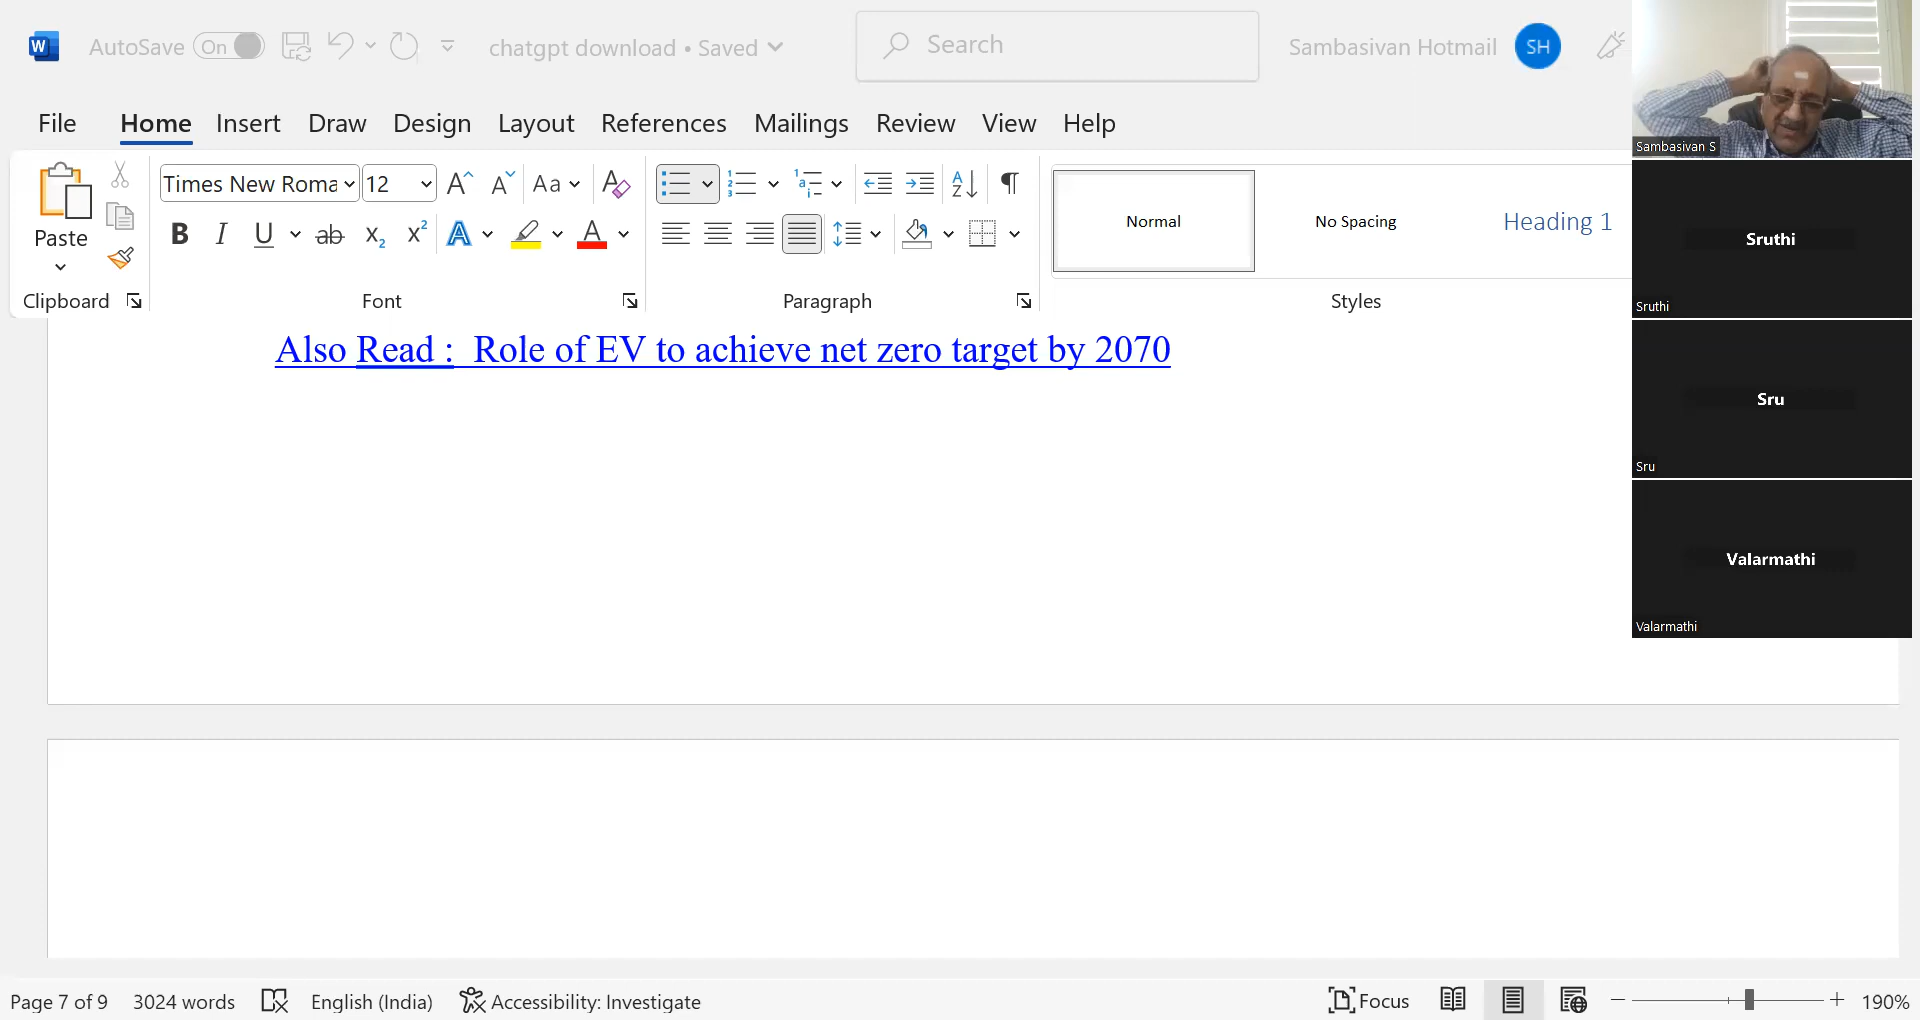 W AutoSave On chatgpt download • Saved Search Sambasivan Hotmail SH
File Home Insert Draw Design Layout References Mailings Review View Help
Sambasivan S
Paste
Times New Roma 12 Aa
Normal No Spacing Heading 1
Clipboard Font Paragraph Styles
Sruthi
Sruthi
Also Read : Role of EV to achieve net zero target by 2070
Sru
Sru
Valarmathi
Valarmathi
Page 7 of 9 3024 words English (India) Accessibility: Investigate Focus 190%